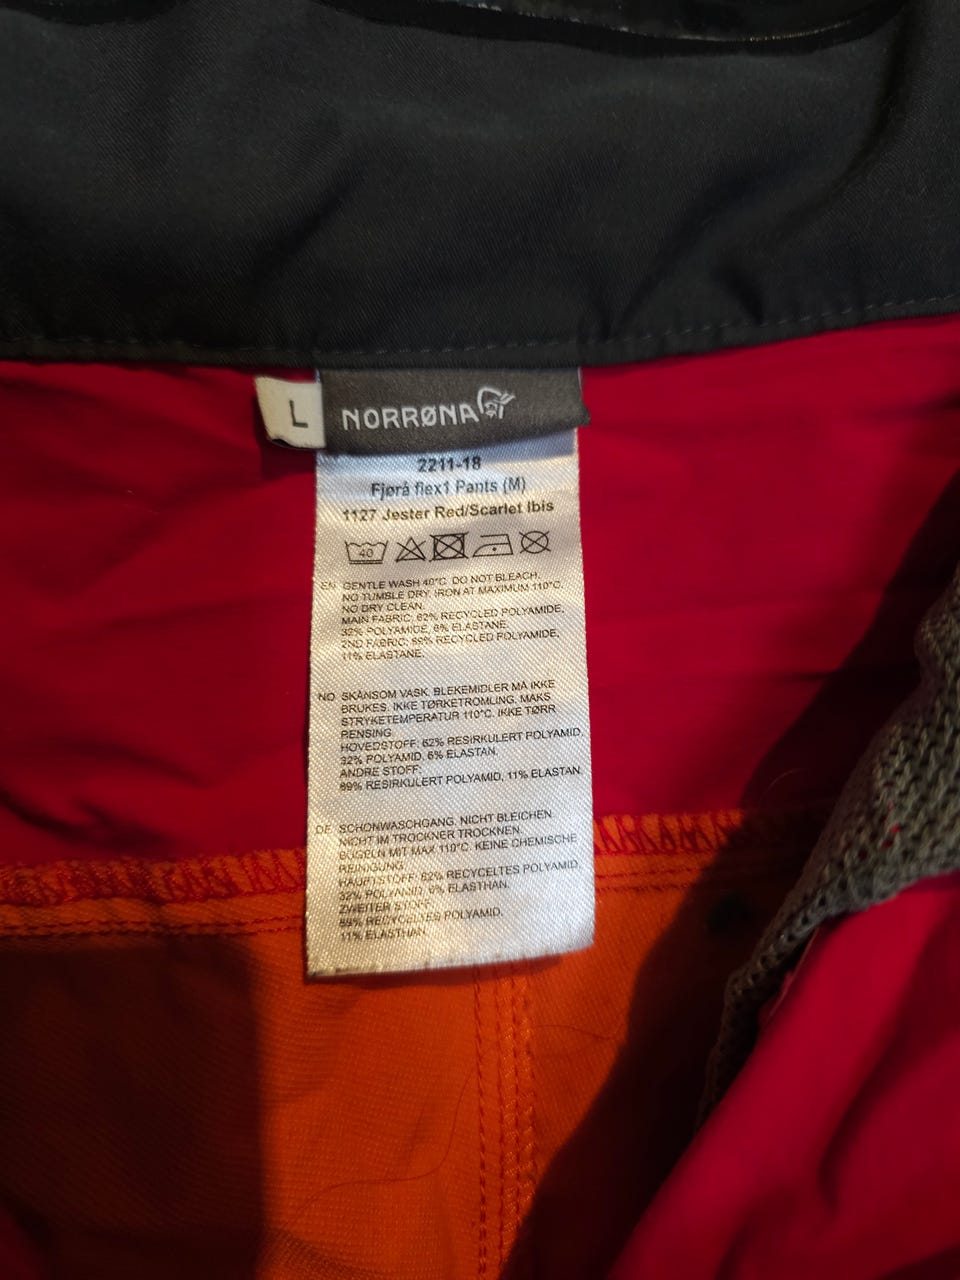 L
NORRØNA
2211-18
Fjørå flex1 Pants (M)
1127 Jester Red/Scarlet Ibis
40
EN GENTLE WASH 40°C. DO NOT BLEACH.
NO TUMBLE DRY. IRON AT MAXIMUM 110°C.
NO DRY CLEAN.
MAIN FABRIC: 62% RECYCLED POLYAMIDE,
32% POLYAMIDE, 6% ELASTANE.
2ND FABRIC: 89% RECYCLED POLYAMIDE,
11% ELASTANE.
NO SKÅNSOM VASK. BLEKEMIDLER MÅ IKKE
BRUKES. IKKE TØRKETROMLING. MAKS
STRYKETEMPERATUR 110°C. IKKE TØRR
RENSING.
HOVEDSTOFF: 62% RESIRKULERT POLYAMID,
32% POLYAMID, 6% ELASTAN.
ANDRE STOFF:
89% RESIRKULERT POLYAMID, 11% ELASTAN.
DE SCHONWASCHGANG. NICHT BLEICHEN.
NICHT IM TROCKNER TROCKNEN.
BÜGELN MIT MAX 110°C. KEINE CHEMISCHE
REINIGUNG.
HAUPTSTOFF: 62% RECYCELTES POLYAMID,
32% POLYAMID, 6% ELASTHAN.
ZWEITER STOFF:
89% RECYCELTES POLYAMID,
11% ELASTHAN.